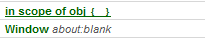 in scope of obj { }
Window about:blank